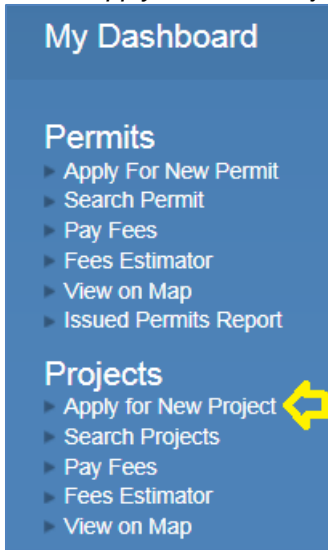 My Dashboard
Permits
Apply For New Permit
Search Permit
Pay Fees
Fees Estimator
View on Map
Issued Permits Report
Projects
Apply for New Project
Search Projects
Pay Fees
Fees Estimator
View on Map